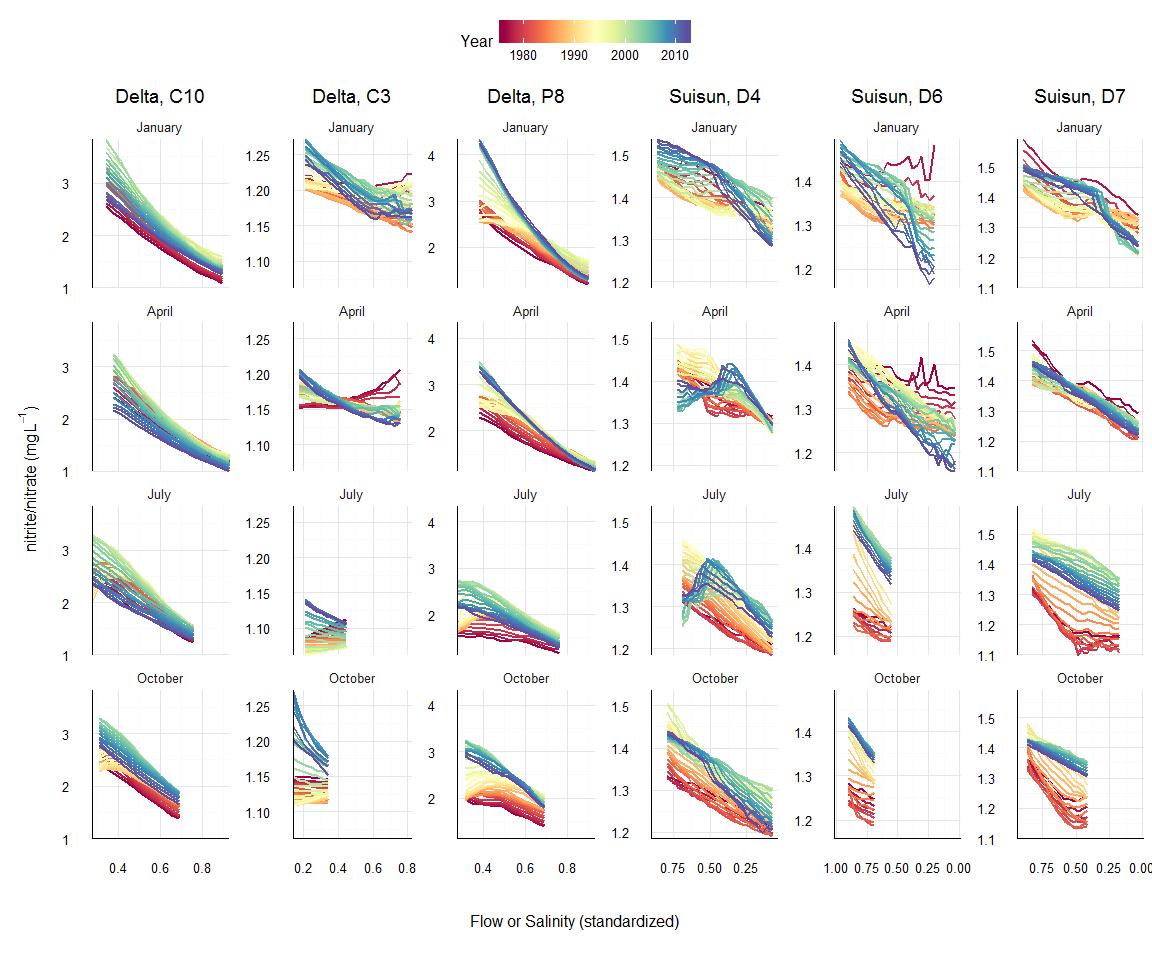 Year
1980 1990 2000 2010
Delta, C10 Delta, C3 Delta, P8 Suisun, D4 Suisun, D6 Suisun, D7
January January January January January January
3 2 1 1.25 1.20 1.15 1.10 4 3 2 1.5 1.4 1.3 1.2 1.4 1.3 1.2 1.5 1.4 1.3 1.2 1.1
April April April April April April
3 2 1 1.25 1.20 1.15 1.10 4 3 2 1.5 1.4 1.3 1.2 1.4 1.3 1.2 1.5 1.4 1.3 1.2 1.1
July July July July July July
3 2 1 1.25 1.20 1.15 1.10 4 3 2 1.5 1.4 1.3 1.2 1.4 1.3 1.2 1.5 1.4 1.3 1.2 1.1
October October October October October October
3 2 1 1.25 1.20 1.15 1.10 4 3 2 1.5 1.4 1.3 1.2 1.4 1.3 1.2 1.5 1.4 1.3 1.2 1.1
0.4 0.6 0.8 0.2 0.4 0.6 0.8 0.4 0.6 0.8 0.75 0.50 0.25 1.00 0.75 0.50 0.25 0.00 0.75 0.50 0.25 0.00
nitrite/nitrate (mgL⁻¹)
Flow or Salinity (standardized)